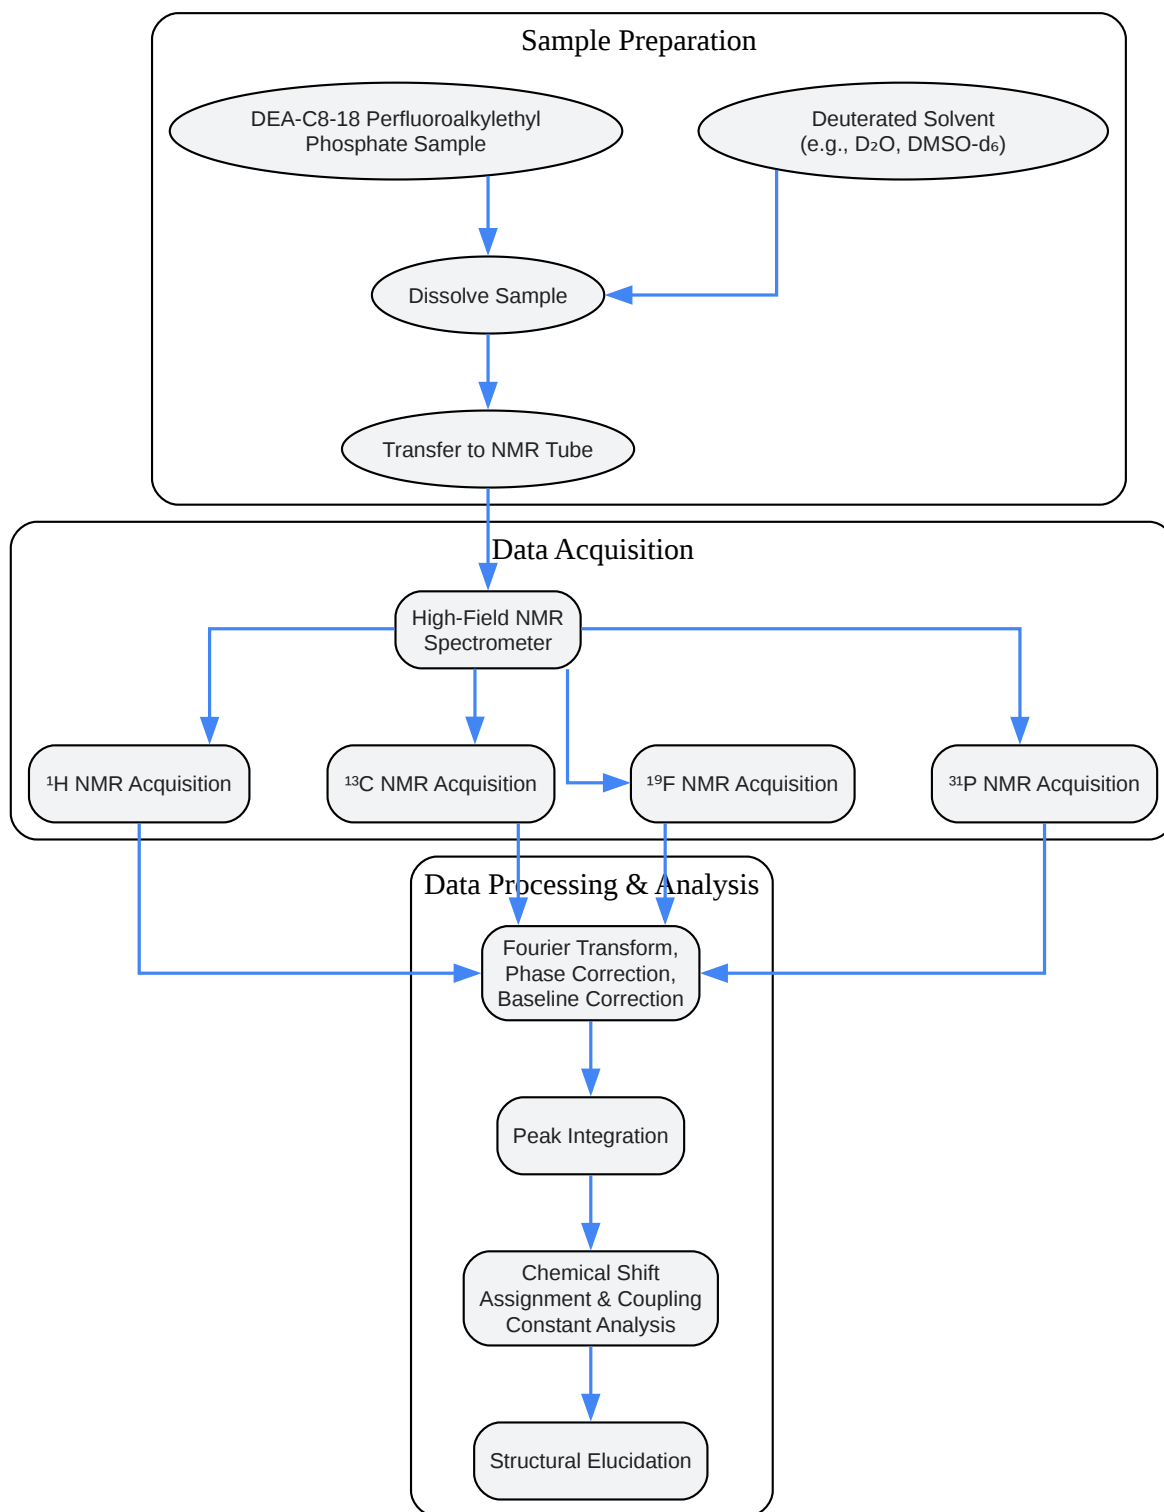 Sample Preparation
DEA-C8-18 Perfluoroalkylethyl
Phosphate Sample
Deuterated Solvent
(e.g., D₂O, DMSO-d₆)
Dissolve Sample
Transfer to NMR Tube
Data Acquisition
High-Field NMR
Spectrometer
¹H NMR Acquisition
¹³C NMR Acquisition
¹⁹F NMR Acquisition
³¹P NMR Acquisition
Data Processing & Analysis
Fourier Transform,
Phase Correction,
Baseline Correction
Peak Integration
Chemical Shift
Assignment & Coupling
Constant Analysis
Structural Elucidation